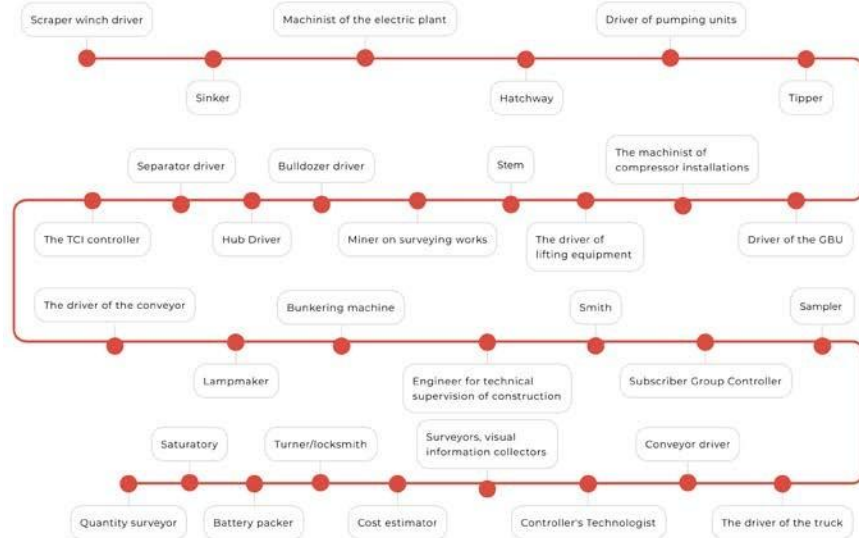 Scraper winch driver
Machinist of the electric plant
Driver of pumping units
Sinker
Hatchway
Tipper
Separator driver
Bulldozer driver
Stem
The machinist of
compressor installations
The TCI controller
Hub Driver
Miner on surveying works
The driver of
lifting equipment
Driver of the GBU
The driver of the conveyor
Bunkering machine
Smith
Sampler
Lampmaker
Engineer for technical
supervision of construction
Subscriber Group Controller
Saturatory
Turner/locksmith
Surveyors, visual
information collectors
Conveyor driver
Quantity surveyor
Battery packer
Cost estimator
Controller's Technologist
The driver of the truck